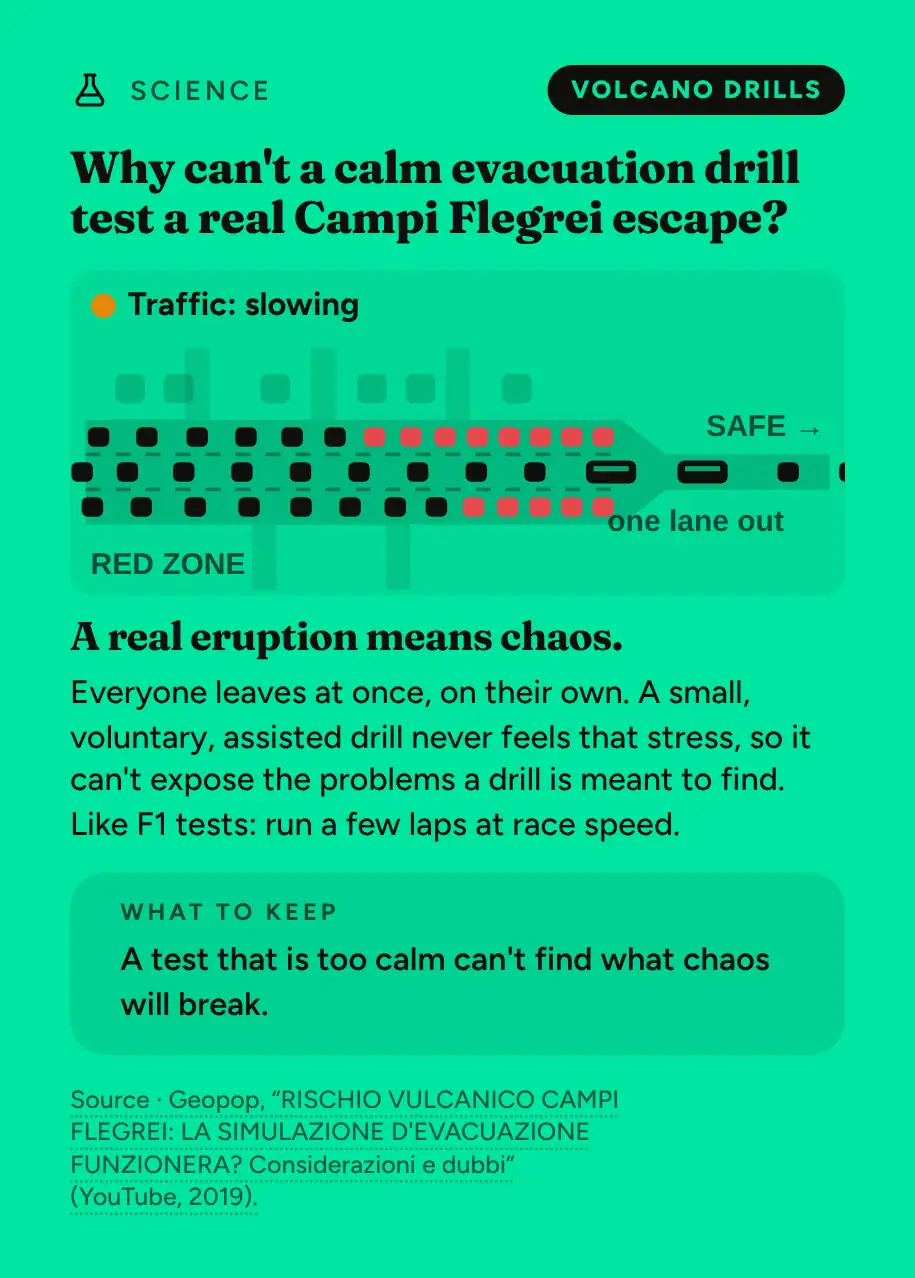 SCIENCE
VOLCANO DRILLS
Why can't a calm evacuation drill
test a real Campi Flegrei escape?
Traffic: slowing
SAFE →
one lane out
RED ZONE
A real eruption means chaos.
Everyone leaves at once, on their own. A small,
voluntary, assisted drill never feels that stress, so it
can't expose the problems a drill is meant to find.
Like F1 tests: run a few laps at race speed.
WHAT TO KEEP
A test that is too calm can't find what chaos
will break.
Source · Geopop, “RISCHIO VULCANICO CAMPI
FLEGREI: LA SIMULAZIONE D'EVACUAZIONE
FUNZIONERA? Considerazioni e dubbi”
(YouTube, 2019).